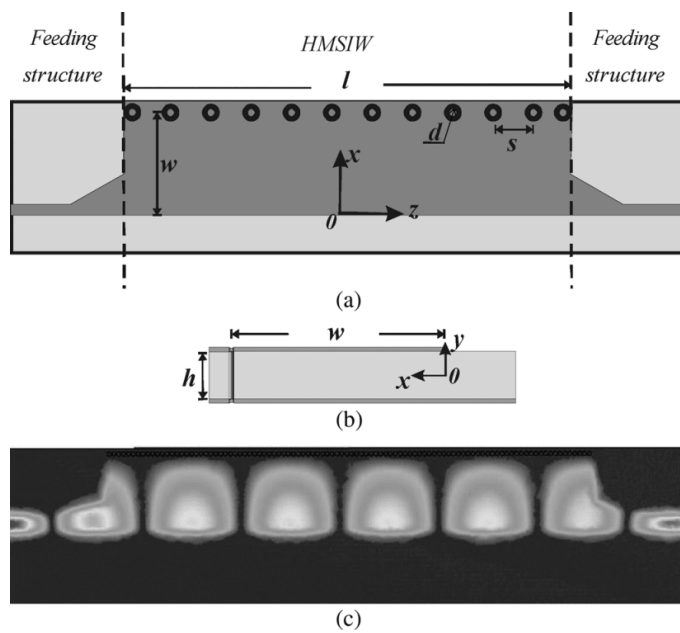 Feeding structure
HMSIW
Feeding structure
l
w
d
s
x
z
0
(a)
w
h
y
x
0
(b)
(c)